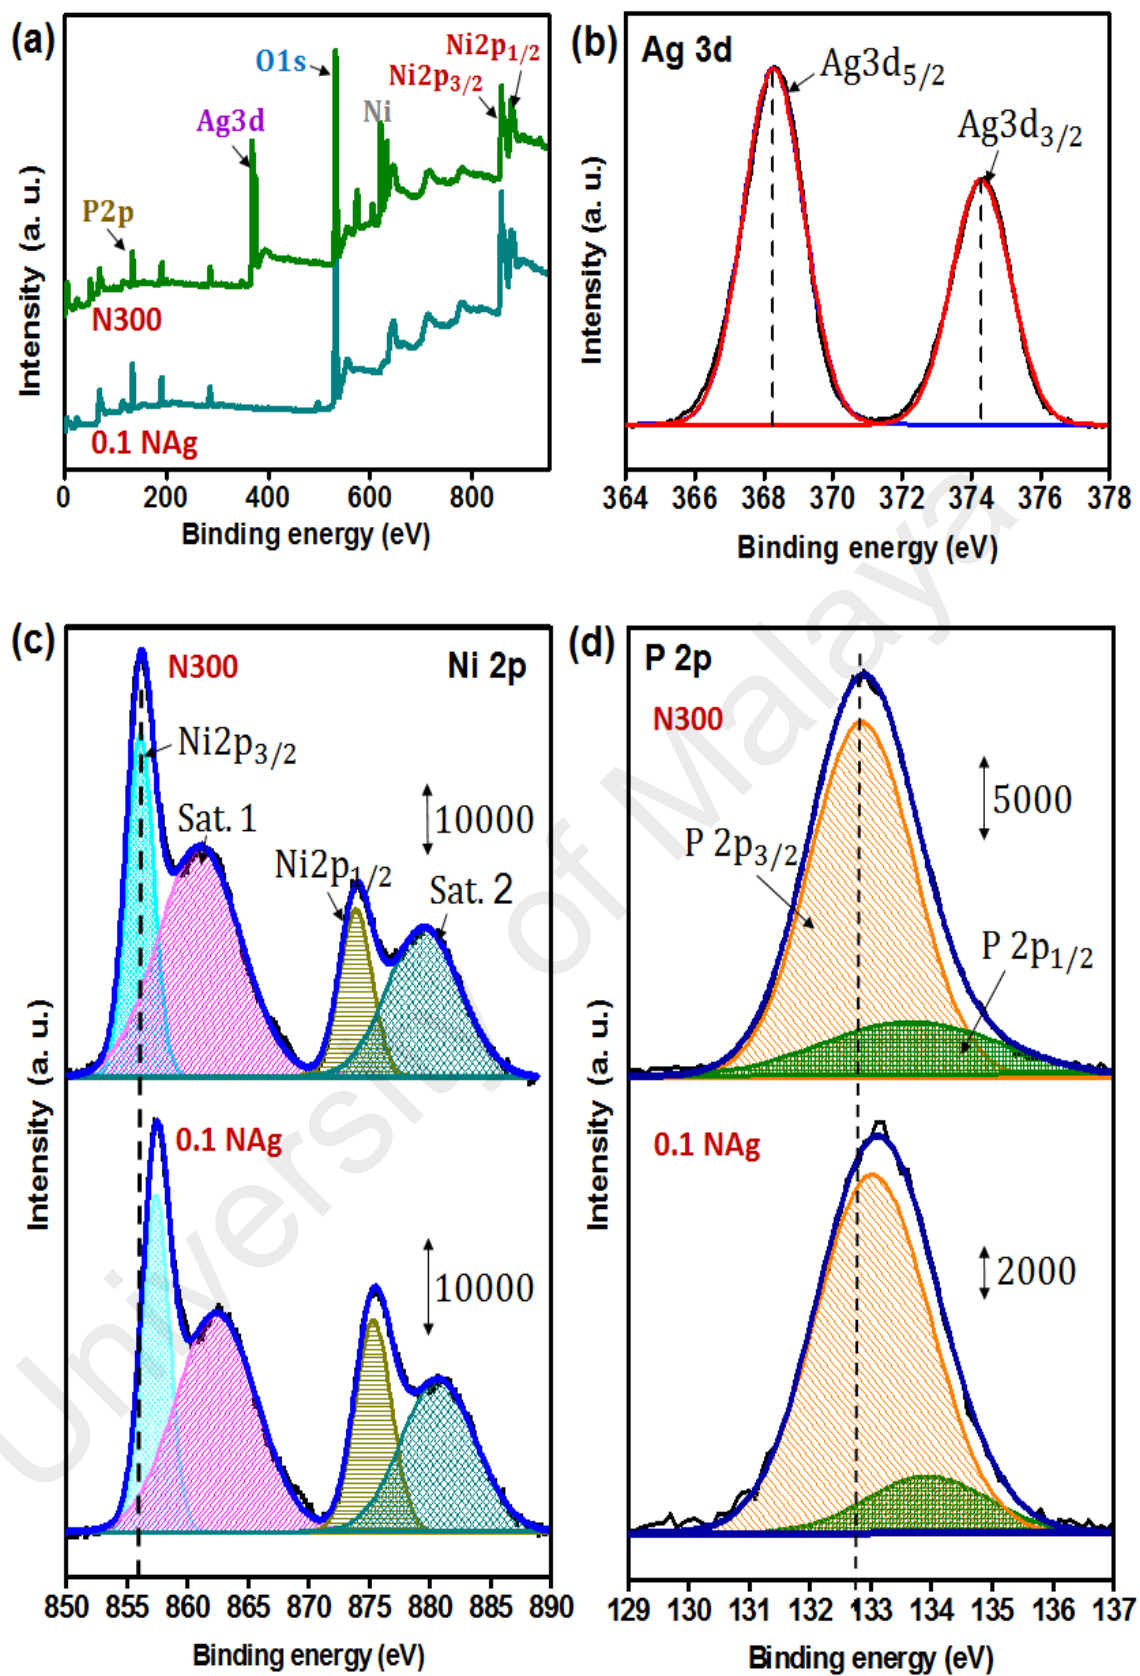 (a)
O1s
Ni2p1/2
Ni2p3/2
Ni
Ag3d
P2p
N300
0.1 NAg
Intensity (a. u.)
0 200 400 600 800
Binding energy (eV)
(b)
Ag 3d
Ag3d5/2
Ag3d3/2
Intensity (a. u.)
364 366 368 370 372 374 376 378
Binding energy (eV)
(c)
N300
Ni 2p
Ni2p3/2
Sat. 1
10000
Ni2p1/2
Sat. 2
Intensity (a. u.)
0.1 NAg
10000
Intensity (a. u.)
850 855 860 865 870 875 880 885 890
Binding energy (eV)
(d)
P 2p
N300
5000
P 2p3/2
P 2p1/2
Intensity (a. u.)
0.1 NAg
2000
Intensity (a. u.)
129 130 131 132 133 134 135 136 137
Binding energy (eV)
University of Malaya